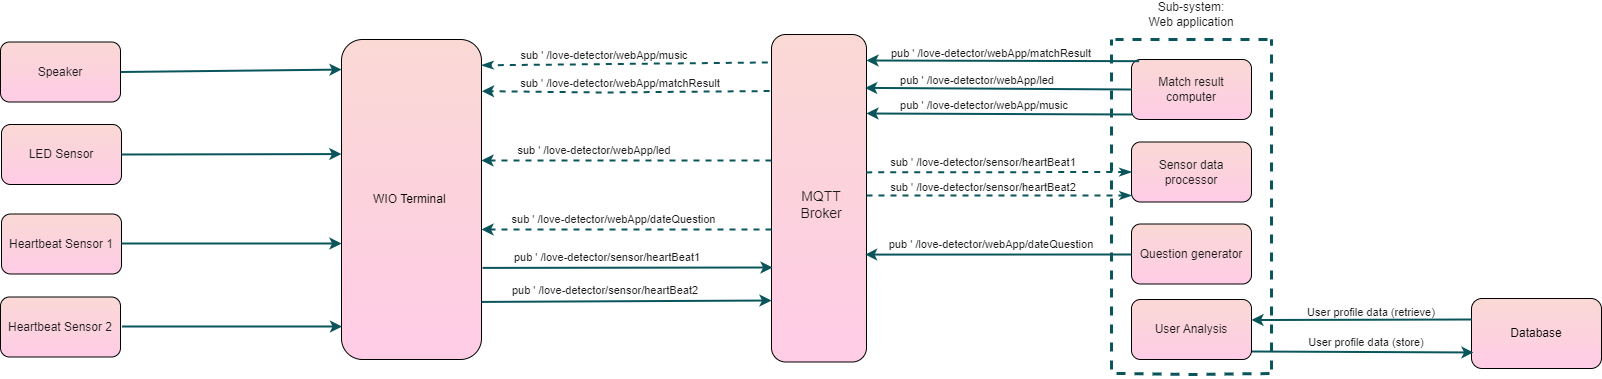 Sub-system:
Web application
Speaker
LED Sensor
Heartbeat Sensor 1
Heartbeat Sensor 2
WIO Terminal
sub ' /love-detector/webApp/music
sub ' /love-detector/webApp/matchResult
sub ' /love-detector/webApp/led
sub ' /love-detector/webApp/dateQuestion
pub ' /love-detector/sensor/heartBeat1
pub ' /love-detector/sensor/heartBeat2
MQTT
Broker
pub ' /love-detector/webApp/matchResult
pub ' /love-detector/webApp/led
pub ' /love-detector/webApp/music
sub ' /love-detector/sensor/heartBeat1
sub ' /love-detector/sensor/heartBeat2
pub ' /love-detector/webApp/dateQuestion
Match result
computer
Sensor data
processor
Question generator
User Analysis
User profile data (retrieve)
User profile data (store)
Database